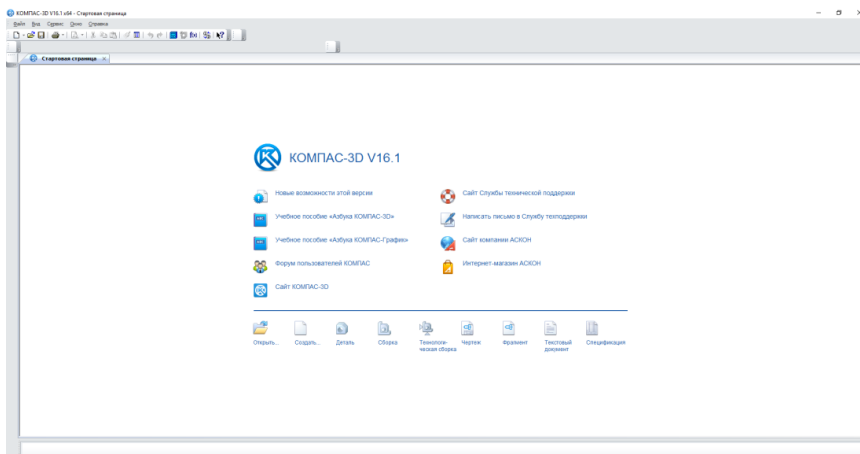 КОМПАС-3D V16.1 x64 - Стартовая страница
Файл Вид Сервис Окно Справка
Стартовая страница
КОМПАС-3D V16.1
Новые возможности этой версии
Сайт Службы технической поддержки
Учебное пособие «Азбука КОМПАС-3D»
Написать письмо в Службу техподдержки
Учебное пособие «Азбука КОМПАС-График»
Сайт компании АСКОН
Форум пользователей КОМПАС
Интернет-магазин АСКОН
Сайт КОМПАС-3D
Открыть... Создать... Деталь Сборка Техноло­ги- Чертеж Фрагмент Текстовый Спецификация
ческая сборка документ